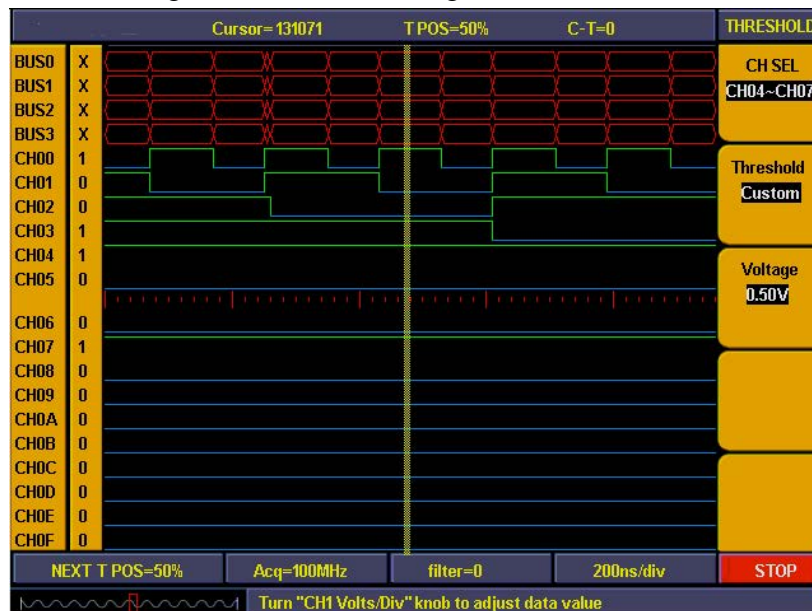 Cursor=131071 T POS=50% C-T=0 THRESHOLD
BUS0 X
BUS1 X
BUS2 X
BUS3 X
CH00 1
CH01 0
CH02 0
CH03 1
CH04 1
CH05 0
CH06 0
CH07 1
CH08 0
CH09 0
CH0A 0
CH0B 0
CH0C 0
CH0D 0
CH0E 0
CH0F 0
CH SEL
CH04~CH07
Threshold
Custom
Voltage
0.50V
NEXT T POS=50% Acq=100MHz filter=0 200ns/div STOP
Turn "CH1 Volts/Div" knob to adjust data value